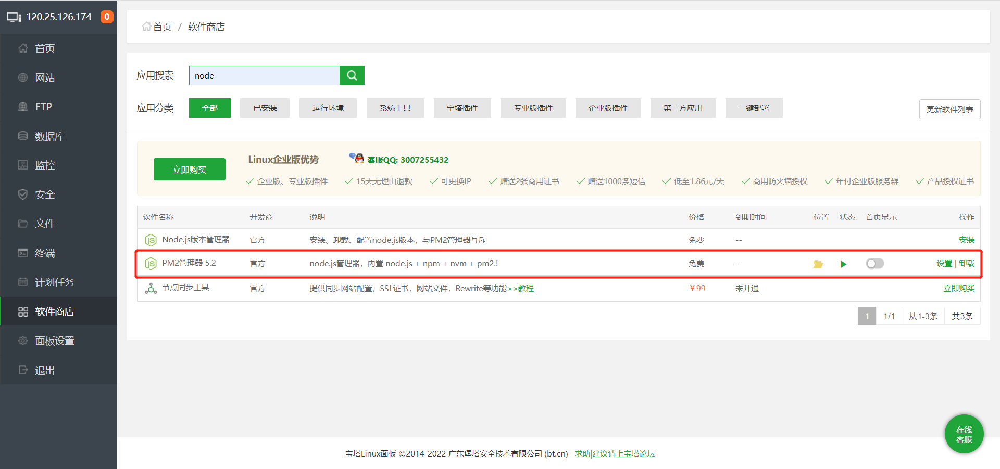 120.25.126.174 0
首页
网站
FTP
数据库
监控
安全
文件
终端
计划任务
软件商店
面板设置
退出
首页 / 软件商店
应用搜索 node
应用分类 全部 已安装 运行环境 系统工具 宝塔插件 专业版插件 企业版插件 第三方应用 一键部署 更新软件列表
立即购买
Linux企业版优势 客服QQ: 3007255432
企业版、专业版插件 15天无理由退款 可更换IP 赠送2张商用证书 赠送1000条短信 低至1.86元/天 商用防火墙授权 年付企业版服务群 产品授权证书
软件名称 开发商 说明 价格 到期时间 位置 状态 首页显示 操作
Node.js版本管理器 官方 安装、卸载、配置node.js版本，与PM2管理器互斥 免费 -- 安装
PM2管理器 5.2 官方 node.js管理器，内置 node.js + npm + nvm + pm2.! 免费 -- 设置 | 卸载
节点同步工具 官方 提供同步网站配置，SSL证书，网站文件，Rewrite等功能>>教程 ￥99 未开通 立即购买
1 1/1 从1-3条 共3条
在线
客服
宝塔Linux面板 ©2014-2022 广东堡塔安全技术有限公司 (bt.cn) 求助|建议请上宝塔论坛